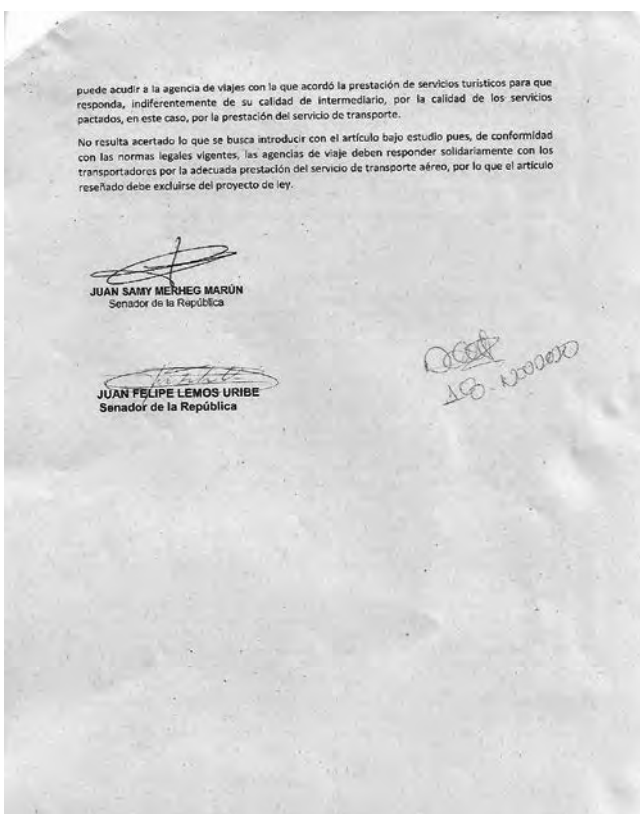 puede acudir a la agencia de viajes con la que acordó la prestación de servicios turísticos para que
responda, indiferentemente de su calidad de intermediario, por la calidad de los servicios
pactados, en este caso, por la prestación del servicio de transporte.
No resulta acertado lo que se busca introducir con el artículo bajo estudio pues, de conformidad
con las normas legales vigentes, las agencias de viaje deben responder solidariamente con los
transportadores por la adecuada prestación del servicio de transporte aéreo, por lo que el artículo
reseñado debe excluirse del proyecto de ley.
JUAN SAMY MERHEG MARÚN
Senador de la República
JUAN FELIPE LEMOS URIBE
Senador de la República